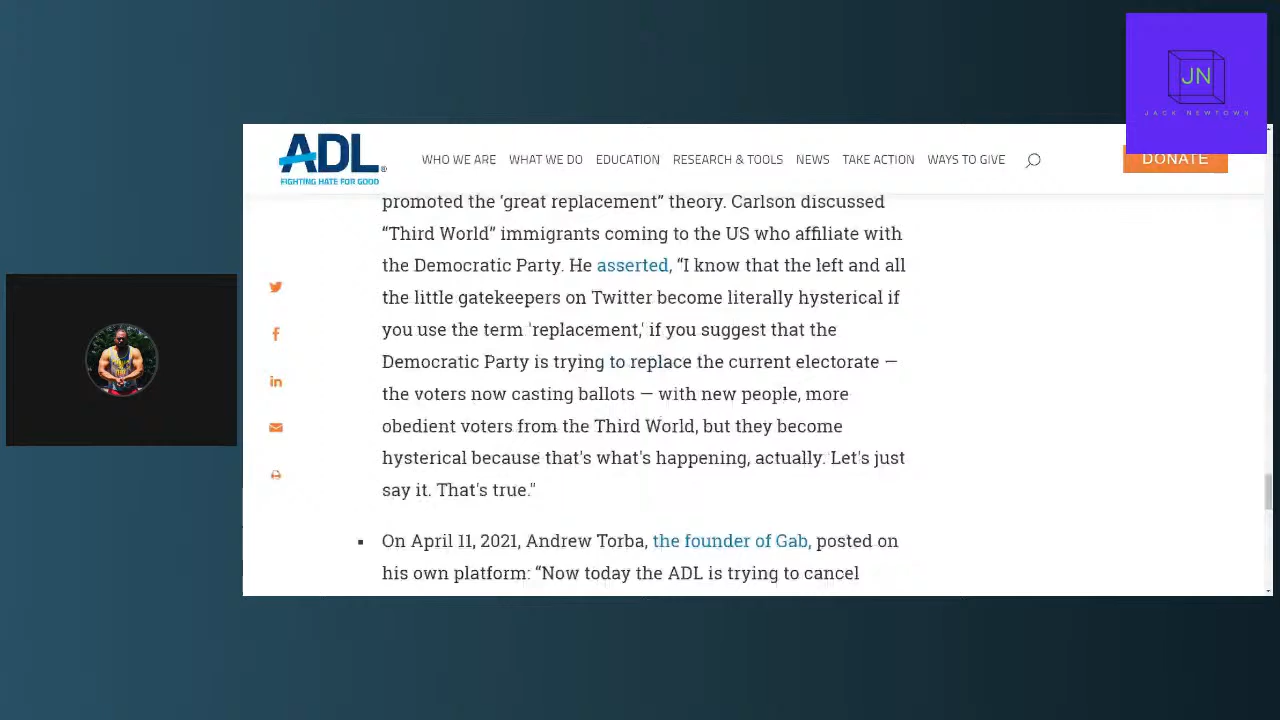 JN
JACK NEWTOWN
ADL®
FIGHTING HATE FOR GOOD
WHO WE ARE WHAT WE DO EDUCATION RESEARCH & TOOLS NEWS TAKE ACTION WAYS TO GIVE
DONATE
promoted the 'great replacement” theory. Carlson discussed
“Third World” immigrants coming to the US who affiliate with
the Democratic Party. He asserted, “I know that the left and all
the little gatekeepers on Twitter become literally hysterical if
you use the term 'replacement,' if you suggest that the
Democratic Party is trying to replace the current electorate —
the voters now casting ballots — with new people, more
obedient voters from the Third World, but they become
hysterical because that's what's happening, actually. Let's just
say it. That's true.”
▪ On April 11, 2021, Andrew Torba, the founder of Gab, posted on
his own platform: “Now today the ADL is trying to cancel